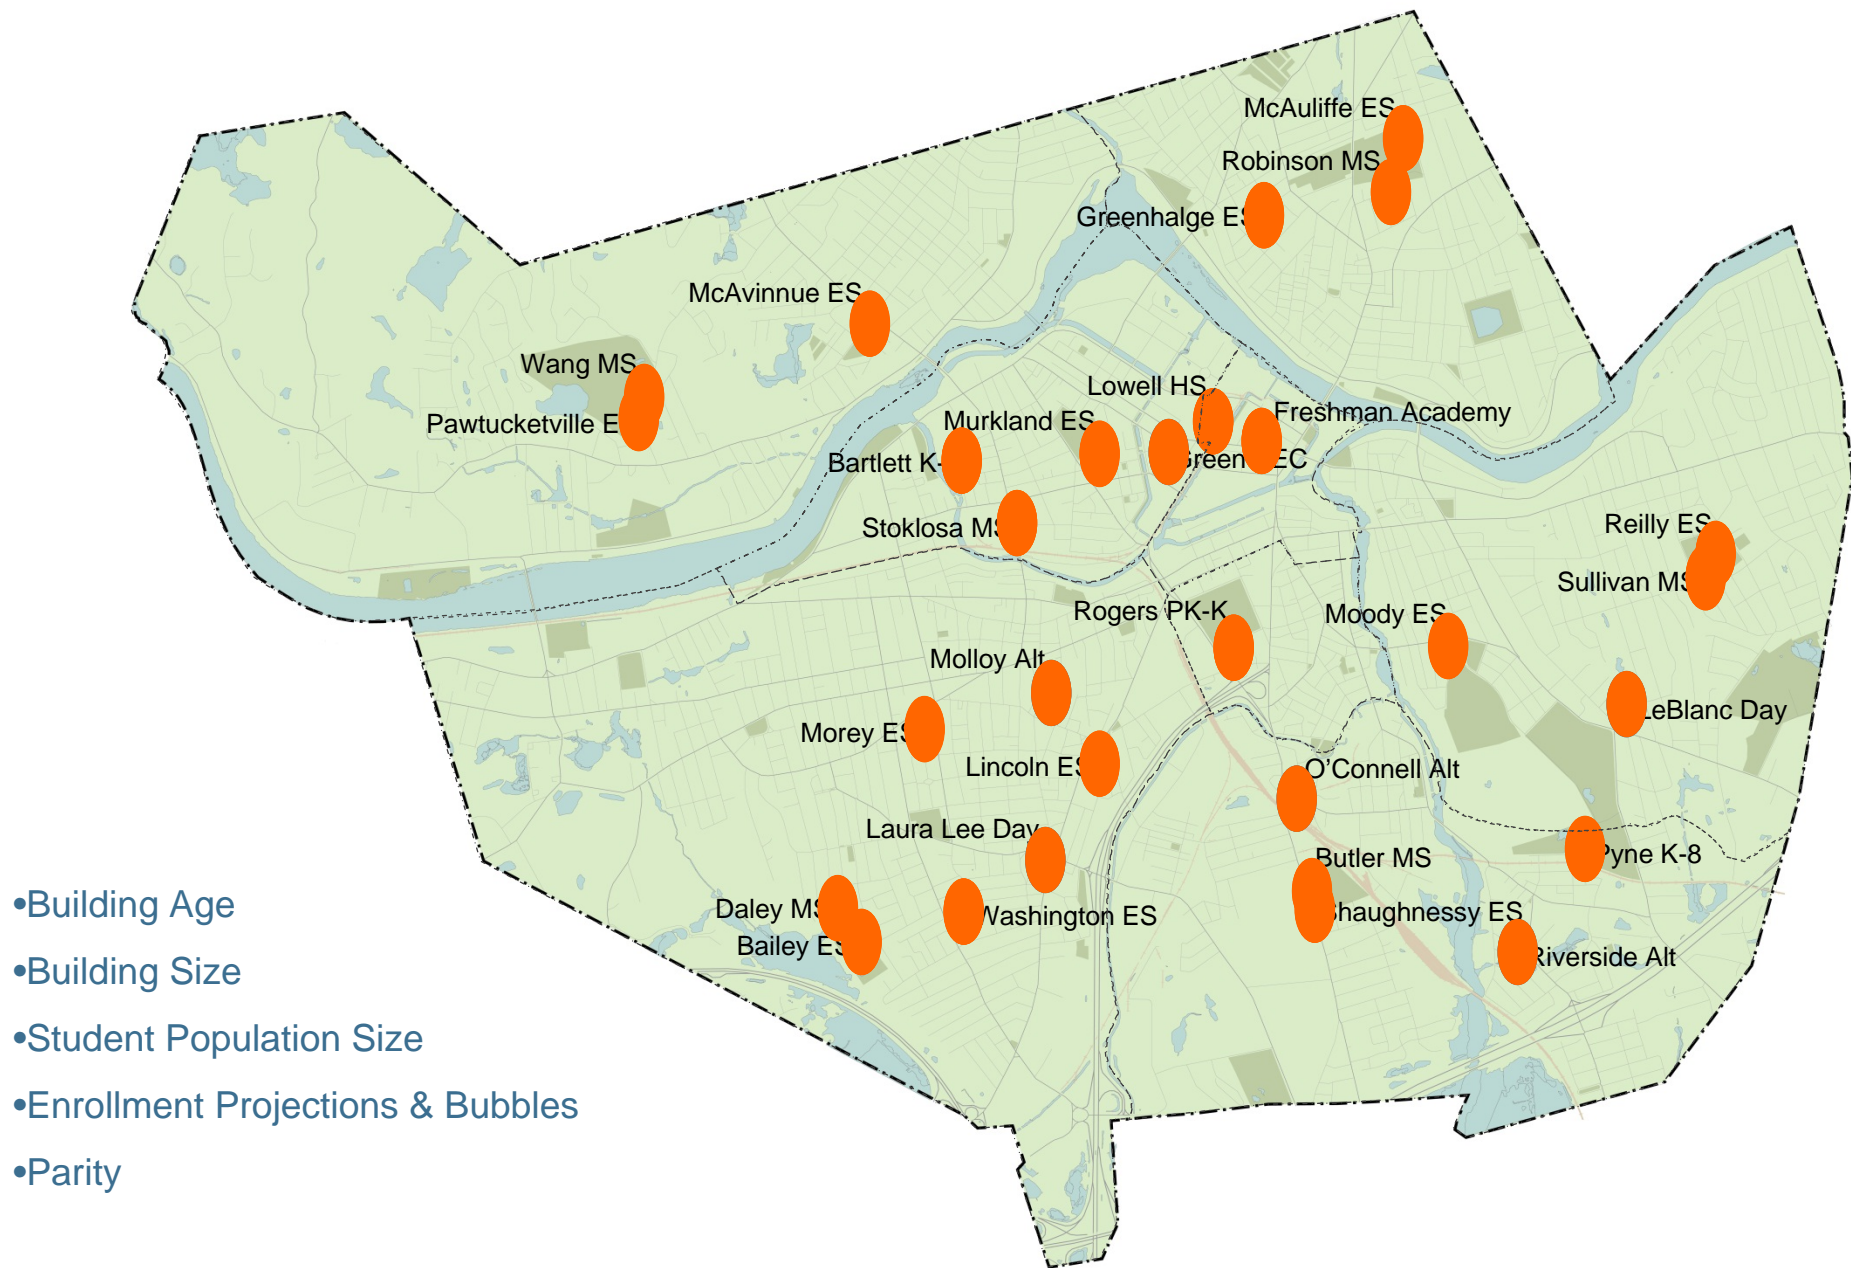 McAuliffe ES
Robinson MS
Greenhalge ES
McAvinnue ES
Wang MS
Pawtucketville E
Lowell HS
Freshman Academy
Murkland ES
Bartlett K-
Green EC
Stoklosa MS
Reilly ES
Sullivan MS
Rogers PK-K
Moody ES
Molloy Alt
LeBlanc Day
Morey ES
Lincoln ES
O'Connell Alt
Laura Lee Day
Butler MS
Pyne K-8
Daley MS
Washington ES
Shaughnessy ES
Bailey ES
Riverside Alt
•Building Age
•Building Size
•Student Population Size
•Enrollment Projections & Bubbles
•Parity